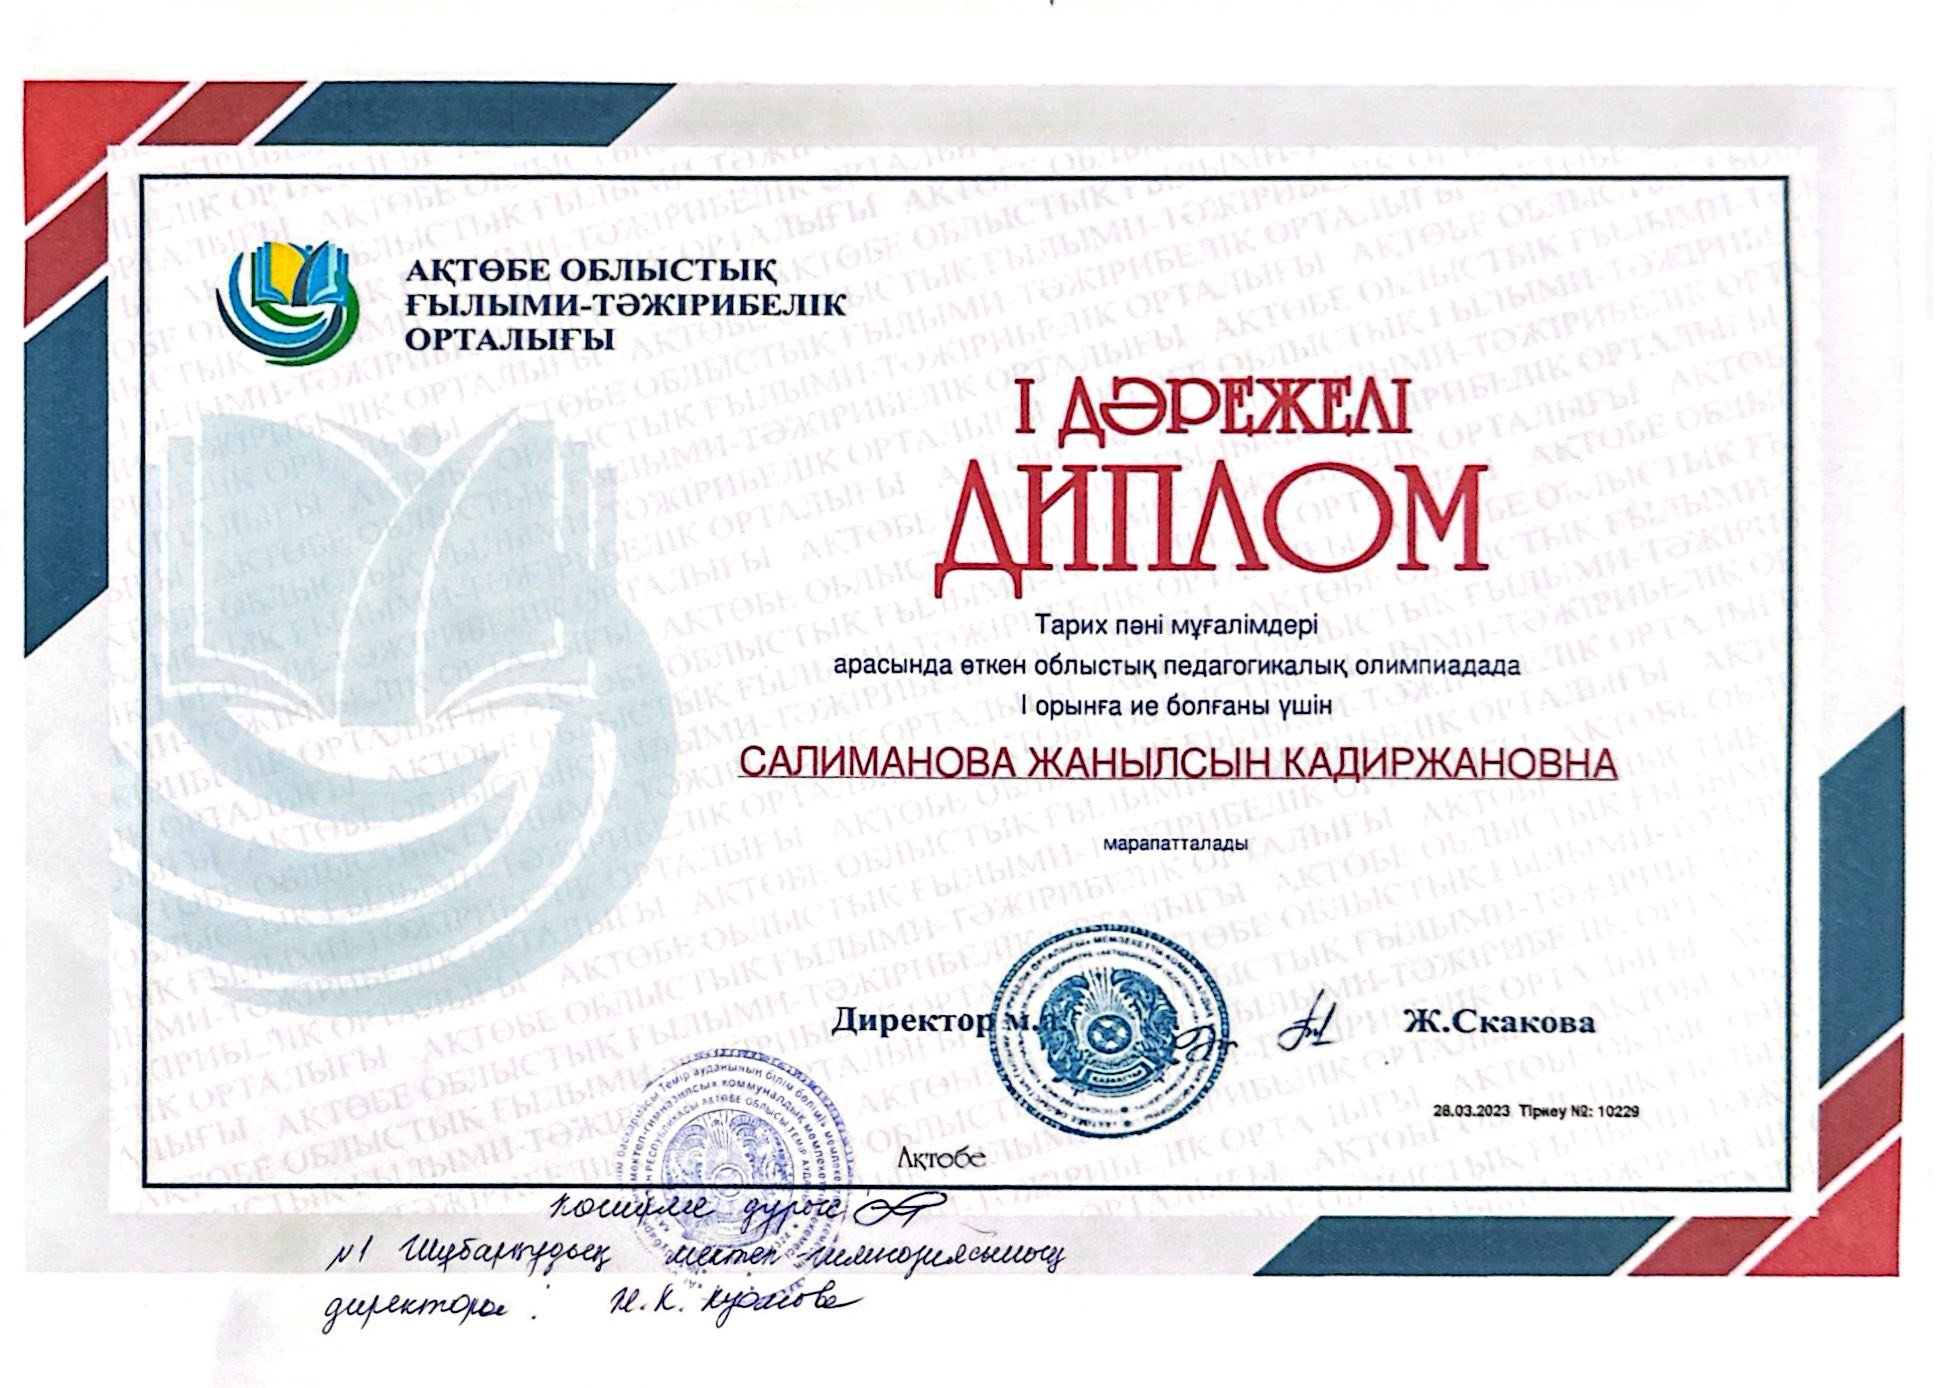 АҚТӨБЕ ОБЛЫСТЫҚ
ҒЫЛЫМИ-ТӘЖІРИБЕЛІК
ОРТАЛЫҒЫ
І ДӘРЕЖЕЛІ
ДИПЛОМ
Тарих пәні мұғалімдері
арасында өткен облыстық педагогикалық олимпиадада
І орынға ие болғаны үшін
САЛИМАНОВА ЖАНЫЛСЫН КАДИРЖАНОВНА
марапатталады
Директор м.а.
Ж.Скакова
ҚАЗАҚСТАН
28.03.2023 Тіркеу №: 10229
Ақтөбе
Көшірме дұрыс
№1 Шұбарқұдық мектеп-гимназиясының
директоры: